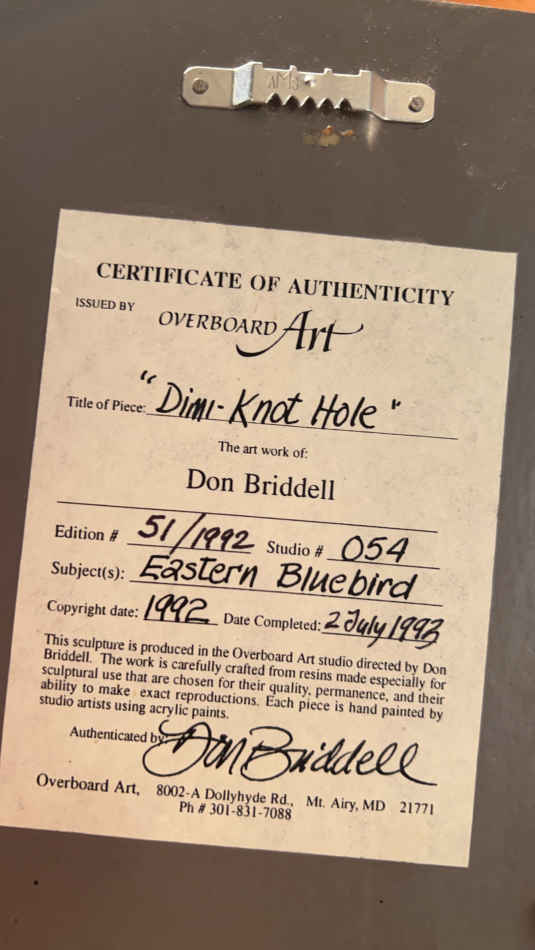 AMS
CERTIFICATE OF AUTHENTICITY
ISSUED BY OVERBOARD Art
Title of Piece: "Dimi-Knot Hole"
The art work of:
Don Briddell
Edition # 51/1992 Studio # 054
Subject(s): Eastern Bluebird
Copyright date: 1992 Date Completed: 2 July 1993
This sculpture is produced in the Overboard Art studio directed by Don
Briddell. The work is carefully crafted from resins made especially for
sculptural use that are chosen for their quality, permanence, and their
ability to make exact reproductions. Each piece is hand painted by
studio artists using acrylic paints.
Authenticated by: Don Briddell
Overboard Art, 8002-A Dollyhyde Rd., Mt. Airy, MD 21771
Ph # 301-831-7088